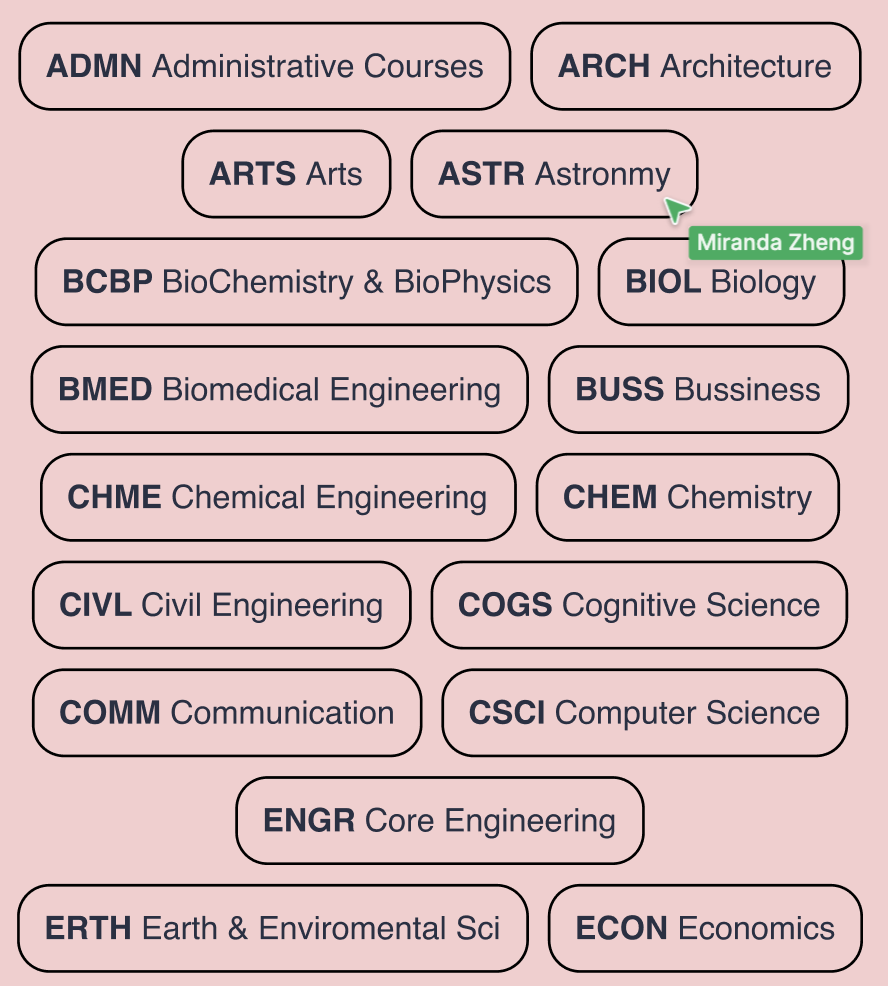 ADMN Administrative Courses
ARCH Architecture
ARTS Arts
ASTR Astronmy
Miranda Zheng
BCBP BioChemistry & BioPhysics
BIOL Biology
BMED Biomedical Engineering
BUSS Bussiness
CHME Chemical Engineering
CHEM Chemistry
CIVL Civil Engineering
COGS Cognitive Science
COMM Communication
CSCI Computer Science
ENGR Core Engineering
ERTH Earth & Enviromental Sci
ECON Economics